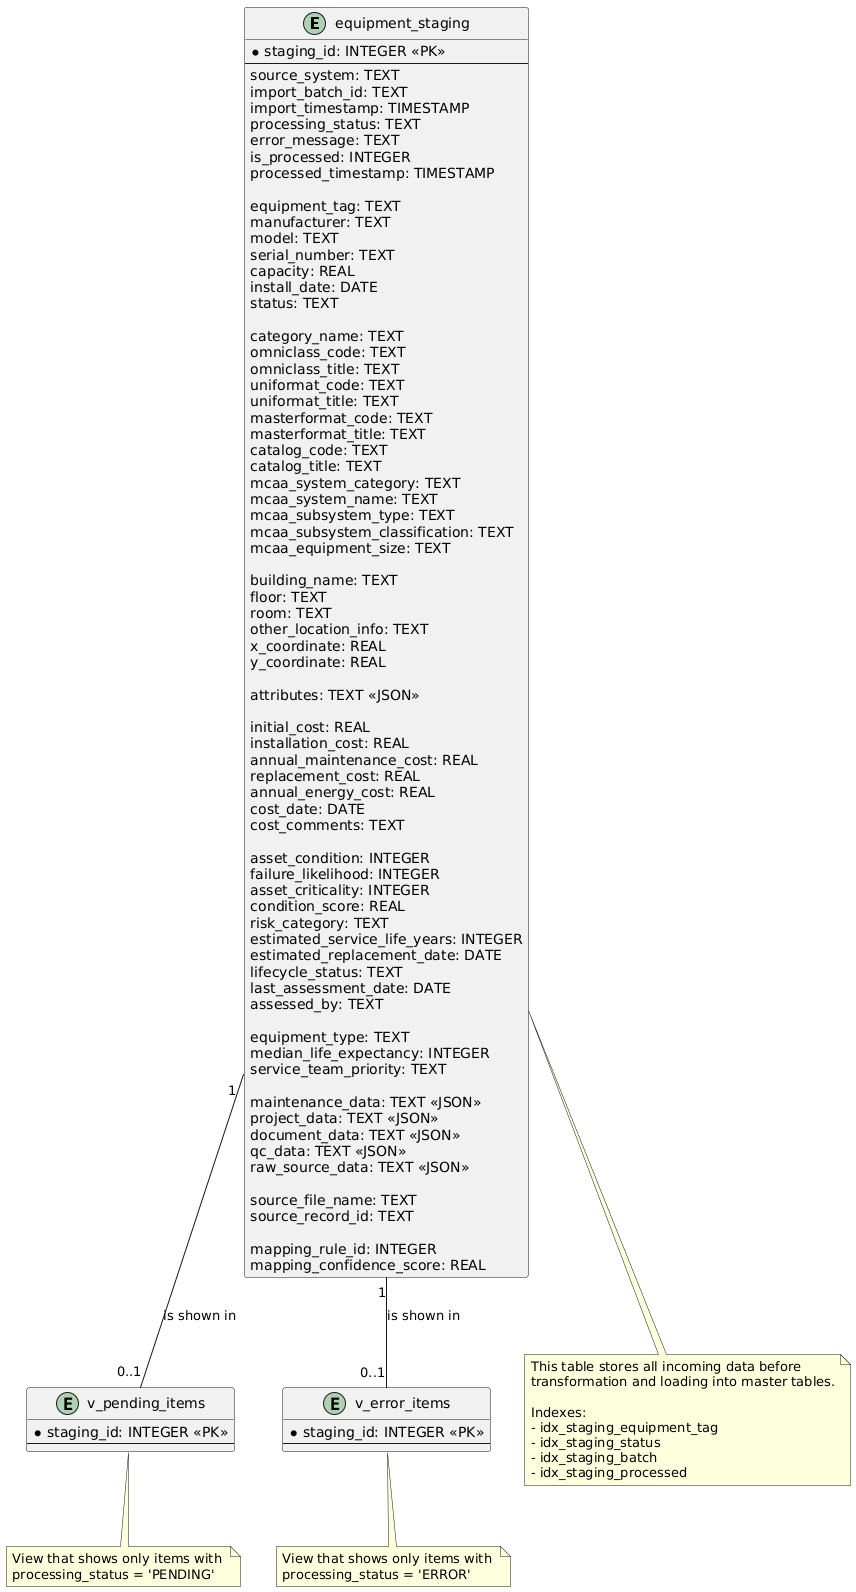 E equipment_staging
staging_id: INTEGER «PK»
source_system: TEXT
import_batch_id: TEXT
import_timestamp: TIMESTAMP
processing_status: TEXT
error_message: TEXT
is_processed: INTEGER
processed_timestamp: TIMESTAMP
equipment_tag: TEXT
manufacturer: TEXT
model: TEXT
serial_number: TEXT
capacity: REAL
install_date: DATE
status: TEXT
category_name: TEXT
omniclass_code: TEXT
omniclass_title: TEXT
uniformat_code: TEXT
uniformat_title: TEXT
masterformat_code: TEXT
masterformat_title: TEXT
catalog_code: TEXT
catalog_title: TEXT
mcaa_system_category: TEXT
mcaa_system_name: TEXT
mcaa_subsystem_type: TEXT
mcaa_subsystem_classification: TEXT
mcaa_equipment_size: TEXT
building_name: TEXT
floor: TEXT
room: TEXT
other_location_info: TEXT
x_coordinate: REAL
y_coordinate: REAL
attributes: TEXT «JSON»
initial_cost: REAL
installation_cost: REAL
annual_maintenance_cost: REAL
replacement_cost: REAL
annual_energy_cost: REAL
cost_date: DATE
cost_comments: TEXT
asset_condition: INTEGER
failure_likelihood: INTEGER
asset_criticality: INTEGER
condition_score: REAL
risk_category: TEXT
estimated_service_life_years: INTEGER
estimated_replacement_date: DATE
lifecycle_status: TEXT
last_assessment_date: DATE
assessed_by: TEXT
equipment_type: TEXT
median_life_expectancy: INTEGER
service_team_priority: TEXT
maintenance_data: TEXT «JSON»
project_data: TEXT «JSON»
document_data: TEXT «JSON»
qc_data: TEXT «JSON»
raw_source_data: TEXT «JSON»
source_file_name: TEXT
source_record_id: TEXT
mapping_rule_id: INTEGER
mapping_confidence_score: REAL
1
is shown in
0..1
1
is shown in
0..1
E v_pending_items
staging_id: INTEGER «PK»
E v_error_items
staging_id: INTEGER «PK»
This table stores all incoming data before
transformation and loading into master tables.
Indexes:
- idx_staging_equipment_tag
- idx_staging_status
- idx_staging_batch
- idx_staging_processed
View that shows only items with
processing_status = 'PENDING'
View that shows only items with
processing_status = 'ERROR'